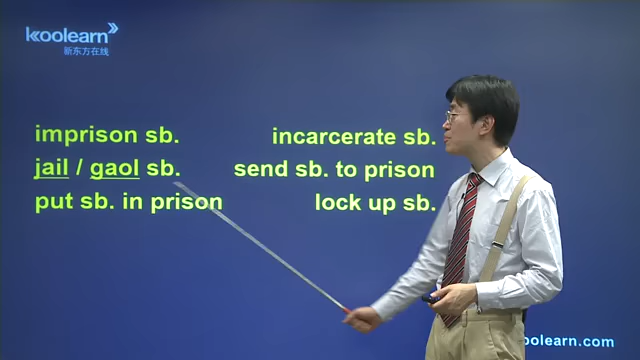 koolearn
新东方在线
imprison sb.
incarcerate sb.
jail / gaol sb.
send sb. to prison
put sb. in prison
lock up sb.
oolearn.com